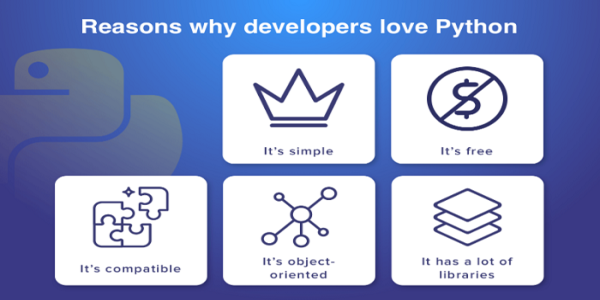 Reasons why developers love Python
It's simple
It's free
It's compatible
It's object-
oriented
It has a lot of
libraries